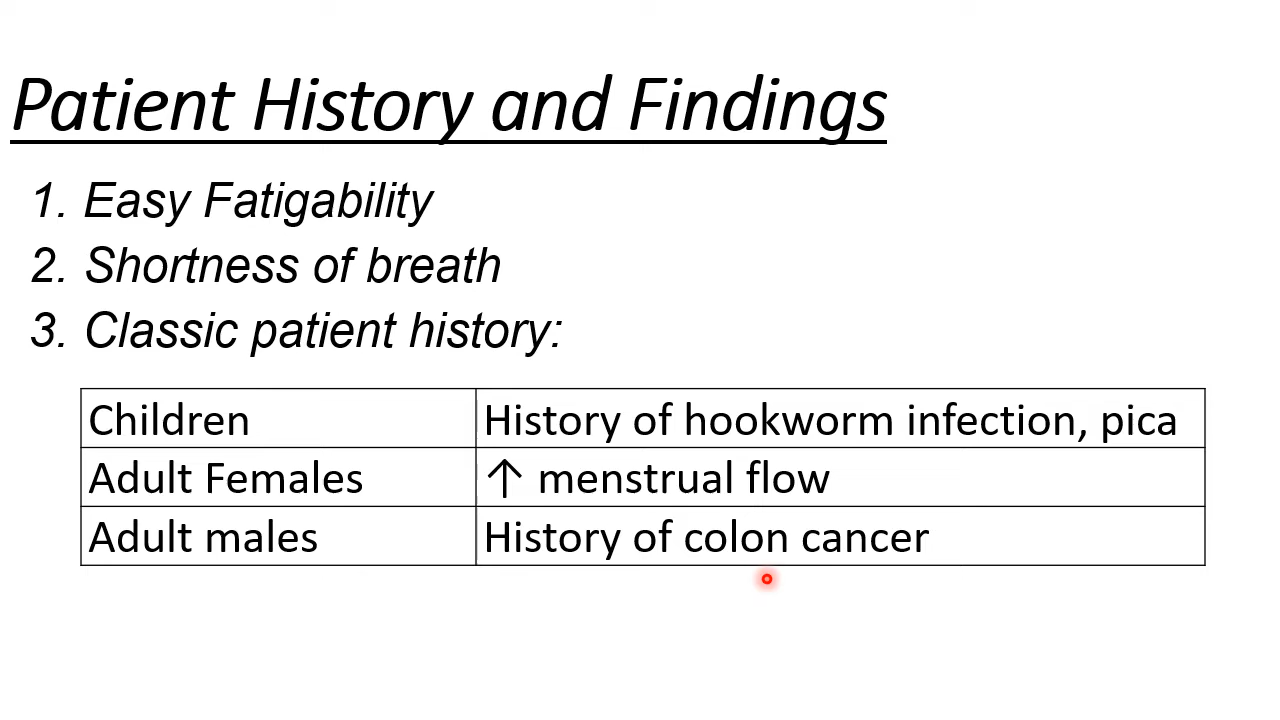 Patient History and Findings
1. Easy Fatigability
2. Shortness of breath
3. Classic patient history:
Children History of hookworm infection, pica
Adult Females ↑ menstrual flow
Adult males History of colon cancer